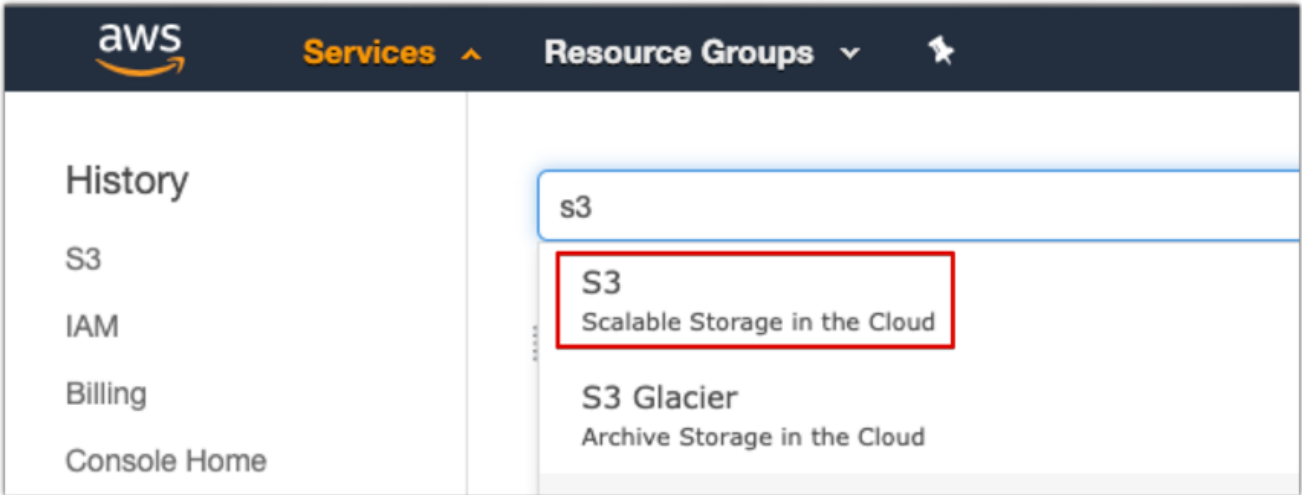 aws
Services
Resource Groups
History
S3
IAM
Billing
Console Home
s3
S3
Scalable Storage in the Cloud
S3 Glacier
Archive Storage in the Cloud